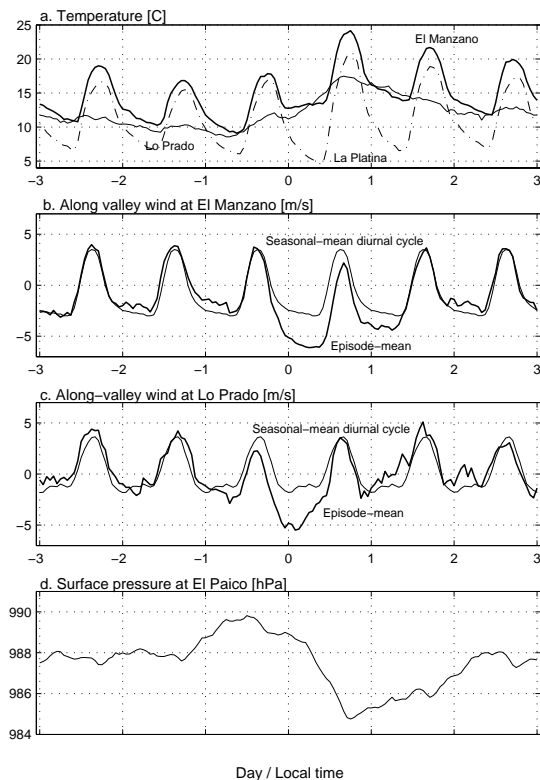 a. Temperature [C]
25
20
15
10
5
El Manzano
Lo Prado
La Platina
−3 −2 −1 0 1 2 3
b. Along valley wind at El Manzano [m/s]
5
0
−5
Seasonal−mean diurnal cycle
Episode−mean
−3 −2 −1 0 1 2 3
c. Along−valley wind at Lo Prado [m/s]
5
0
−5
Seasonal−mean diurnal cycle
Episode−mean
−3 −2 −1 0 1 2 3
d. Surface pressure at El Paico [hPa]
990
988
986
984
−3 −2 −1 0 1 2 3
Day / Local time